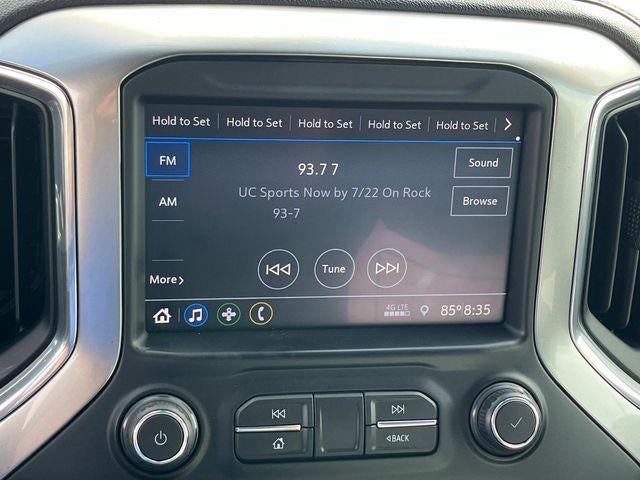 Hold to Set Hold to Set Hold to Set Hold to Set Hold to Set
FM
93.7 7
Sound
UC Sports Now by 7/22 On Rock
93-7
AM
Browse
Tune
More
4G LTE
85° 8:35
BACK